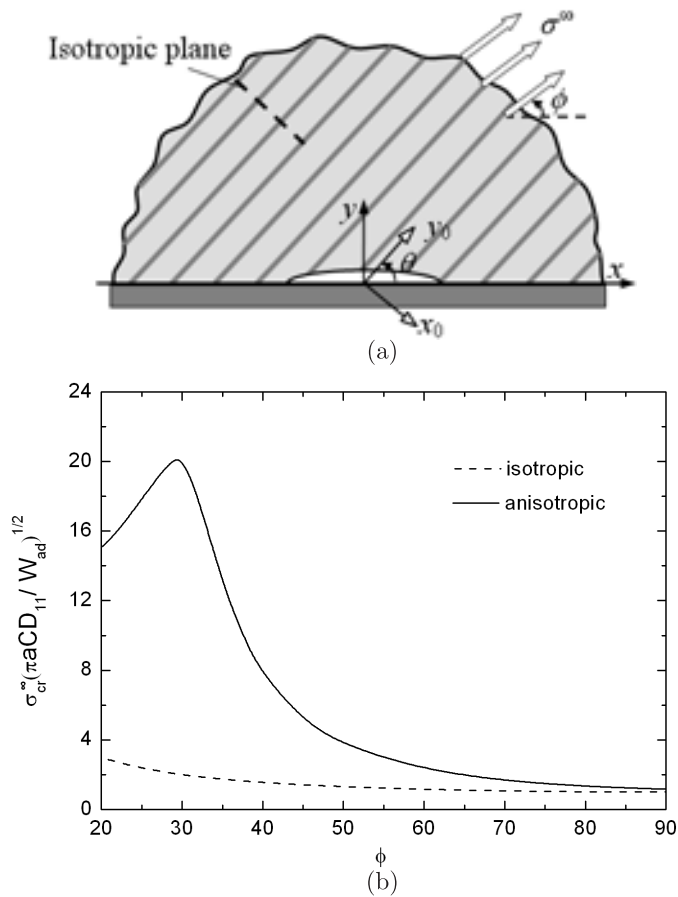 Isotropic plane
σ∞
ϕ
y
y₀
θ
x
x₀
(a)
24
20
16
12
8
4
0
σ∞cr(πaCD₁₁/ Wad)1/2
isotropic
anisotropic
20 30 40 50 60 70 80 90
ϕ
(b)